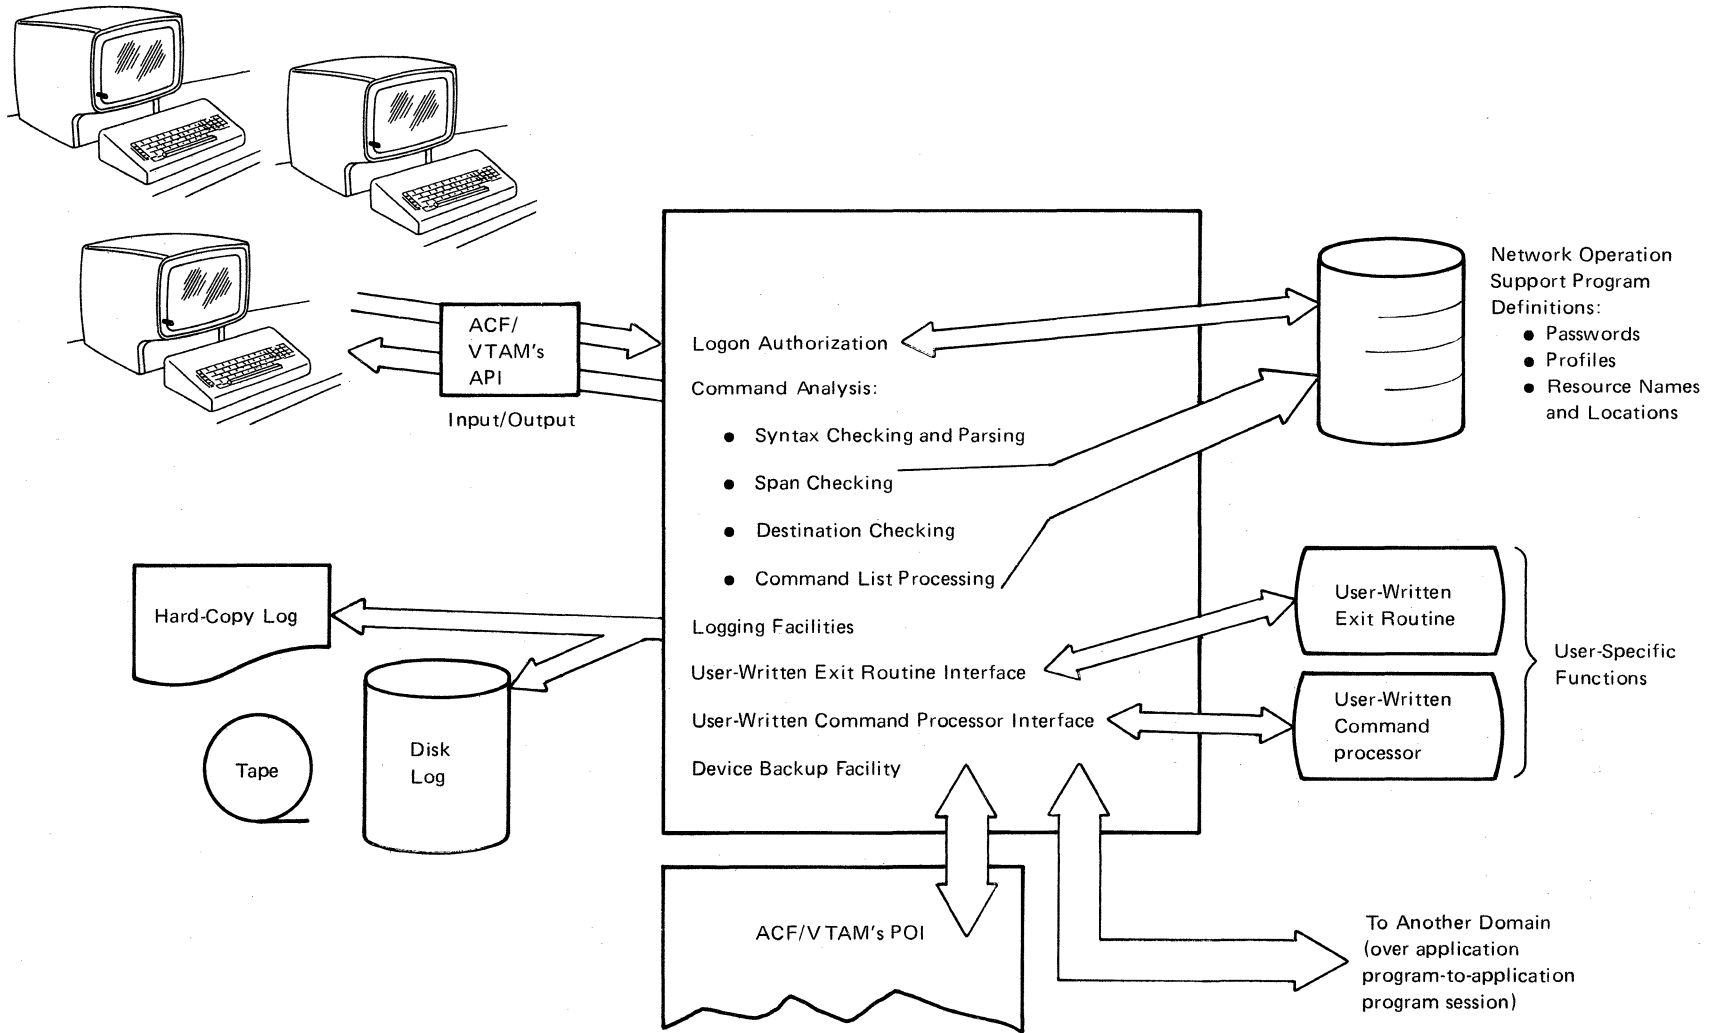 ACF/
VTAM's
API
Input/Output
Logon Authorization
Command Analysis:
● Syntax Checking and Parsing
● Span Checking
● Destination Checking
● Command List Processing
Logging Facilities
User-Written Exit Routine Interface
User-Written Command Processor Interface
Device Backup Facility
Network Operation
Support Program
Definitions:
● Passwords
● Profiles
● Resource Names
and Locations
Hard-Copy Log
Tape
Disk
Log
User-Written
Exit Routine
User-Written
Command
processor
User-Specific
Functions
ACF/VTAM's POI
To Another Domain
(over application
program-to-application
program session)